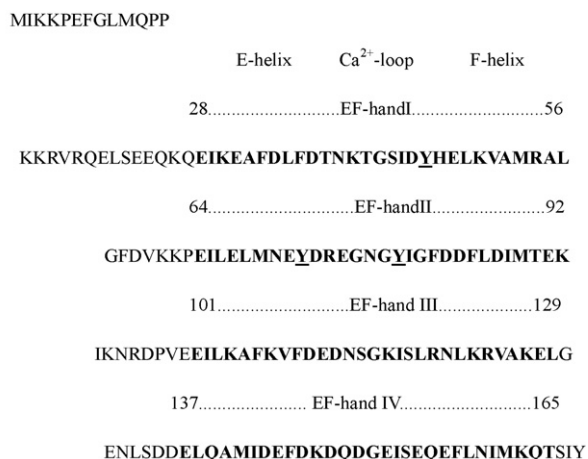 MIKKPEFGLMQPP
E-helix Ca²⁺-loop F-helix
28......................EF-handI......................56
KKRVRQELSEEQKQEIKEAFDLFDTNKTGSIDYHELKVAMRAL
64........................EF-handII......................92
GFDVKKPEILELMNEYDREGNGYIGFDDFLDIMTEK
101......................EF-hand III....................129
IKNRDPVEEILKAFKVFDEDNSGKISLRNLKRVAKELG
137................... EF-hand IV.....................165
ENLSDDELQAMIDEFDKDQDGEISEQEFLNIMKQTSIY